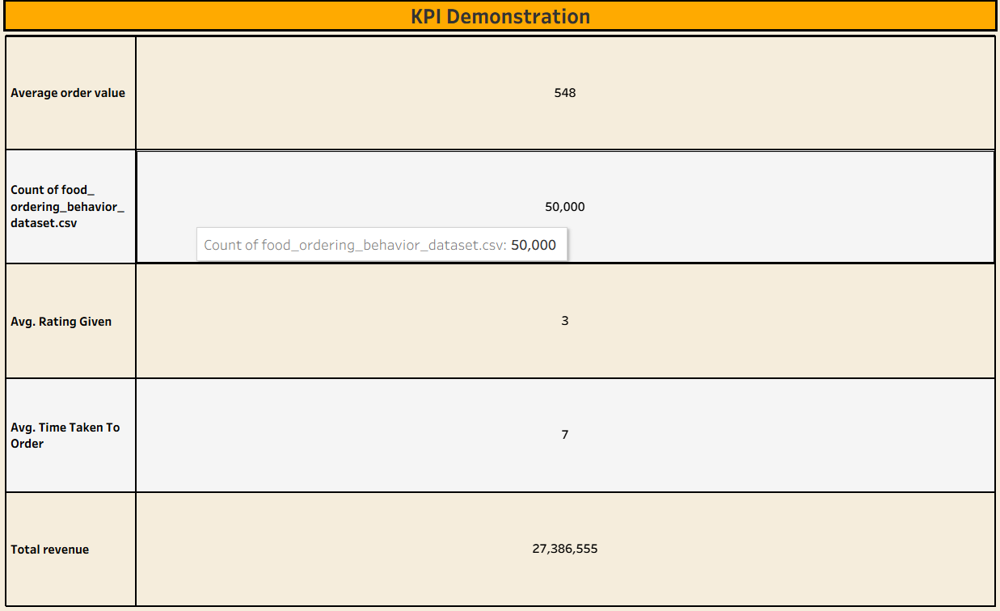 KPI Demonstration
Average order value
548
Count of food_
ordering_behavior_
dataset.csv
50,000
Count of food_ordering_behavior_dataset.csv: 50,000
Avg. Rating Given
3
Avg. Time Taken To
Order
7
Total revenue
27,386,555